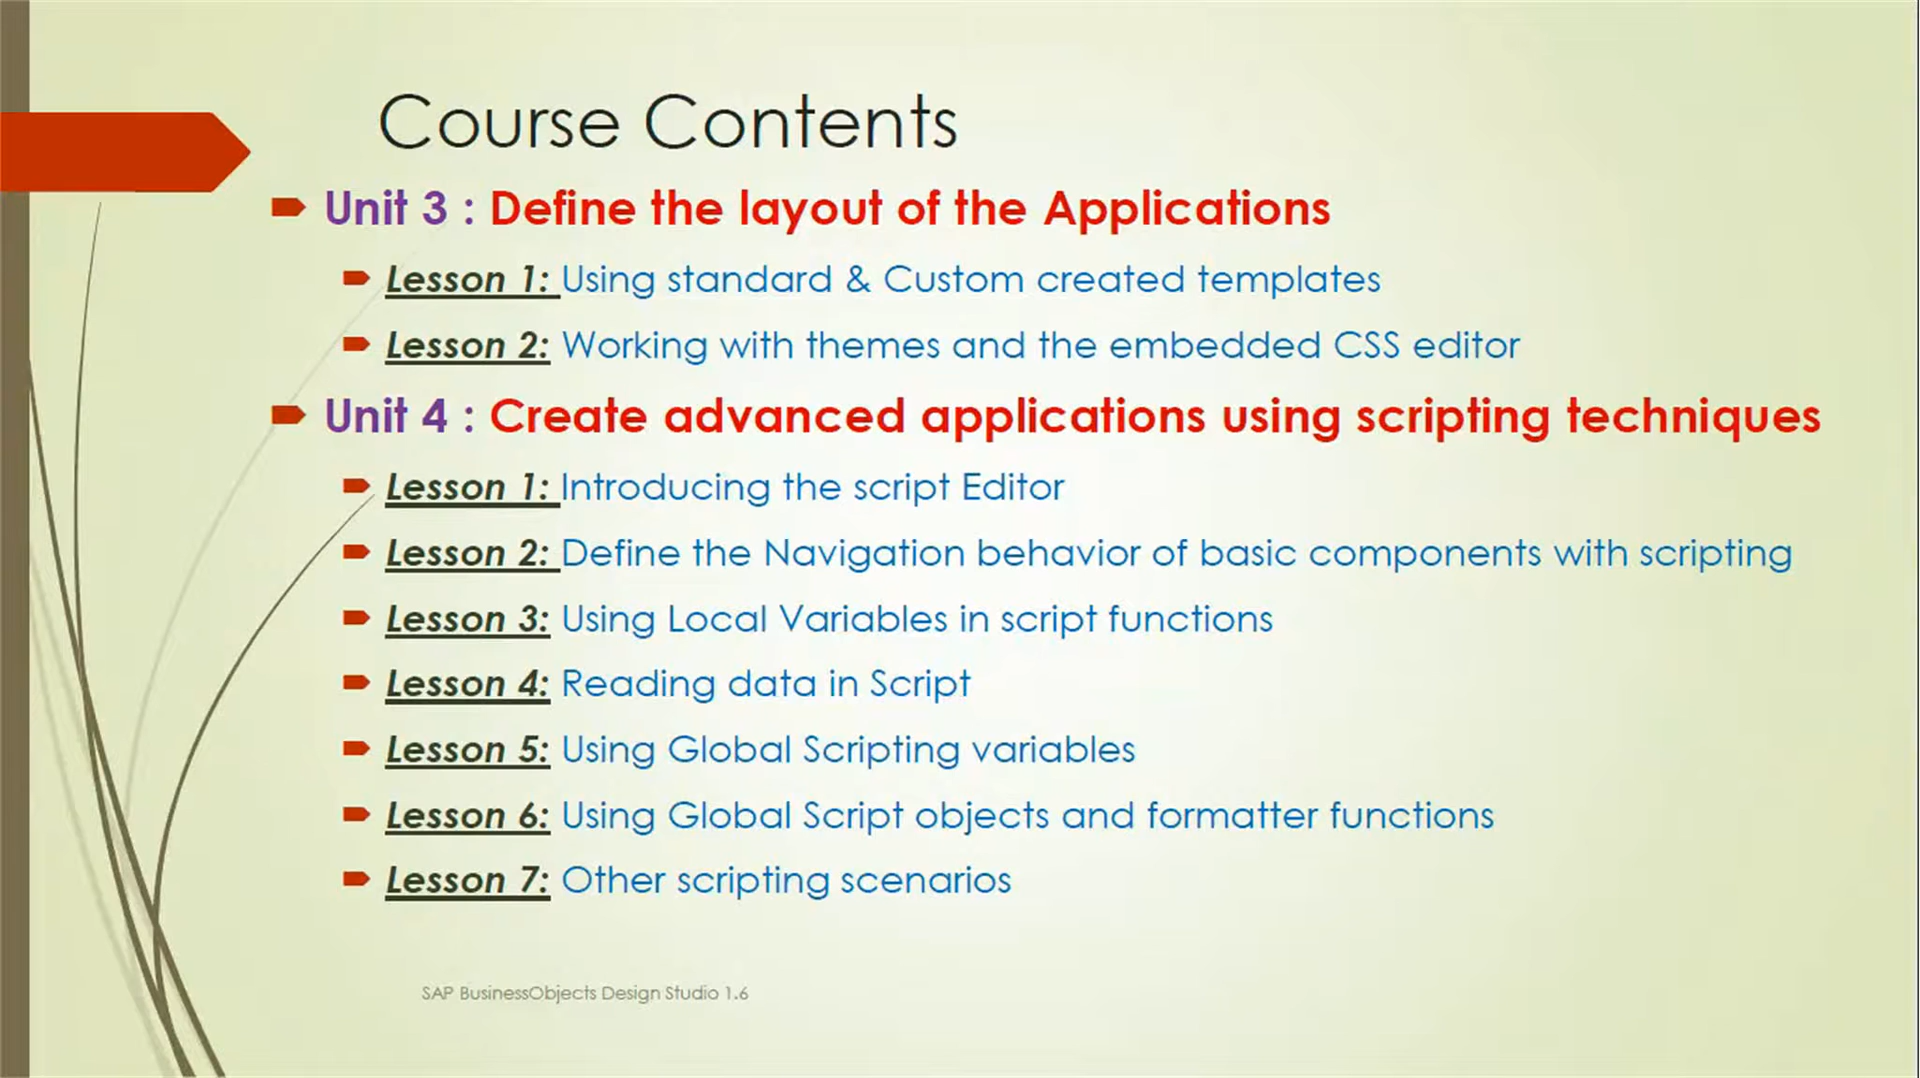 Course Contents
Unit 3 : Define the layout of the Applications
Lesson 1: Using standard & Custom created templates
Lesson 2: Working with themes and the embedded CSS editor
Unit 4 : Create advanced applications using scripting techniques
Lesson 1: Introducing the script Editor
Lesson 2: Define the Navigation behavior of basic components with scripting
Lesson 3: Using Local Variables in script functions
Lesson 4: Reading data in Script
Lesson 5: Using Global Scripting variables
Lesson 6: Using Global Script objects and formatter functions
Lesson 7: Other scripting scenarios
SAP BusinessObjects Design Studio 1.6